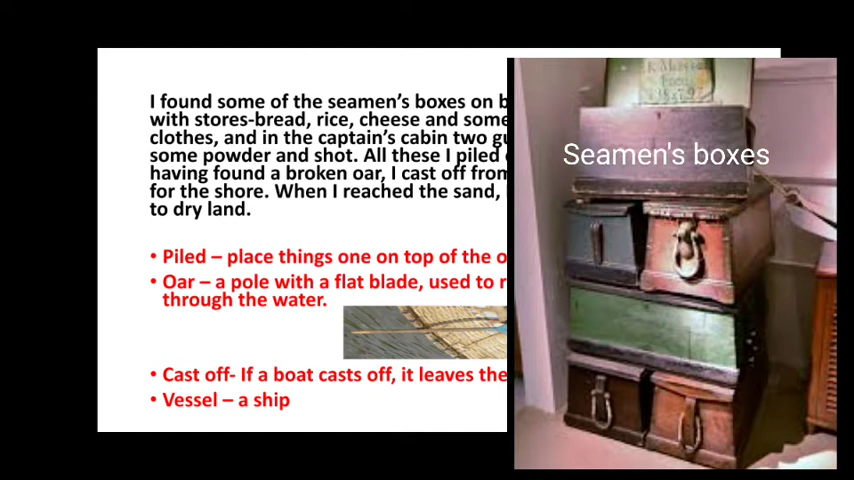 I found some of the seamen's boxes on b
with stores-bread, rice, cheese and some
clothes, and in the captain's cabin two gu
some powder and shot. All these I piled
having found a broken oar, I cast off from
for the shore. When I reached the sand,
to dry land.
• Piled – place things one on top of the o
• Oar – a pole with a flat blade, used to r
through the water.
• Cast off- If a boat casts off, it leaves the
• Vessel – a ship
Seamen's boxes